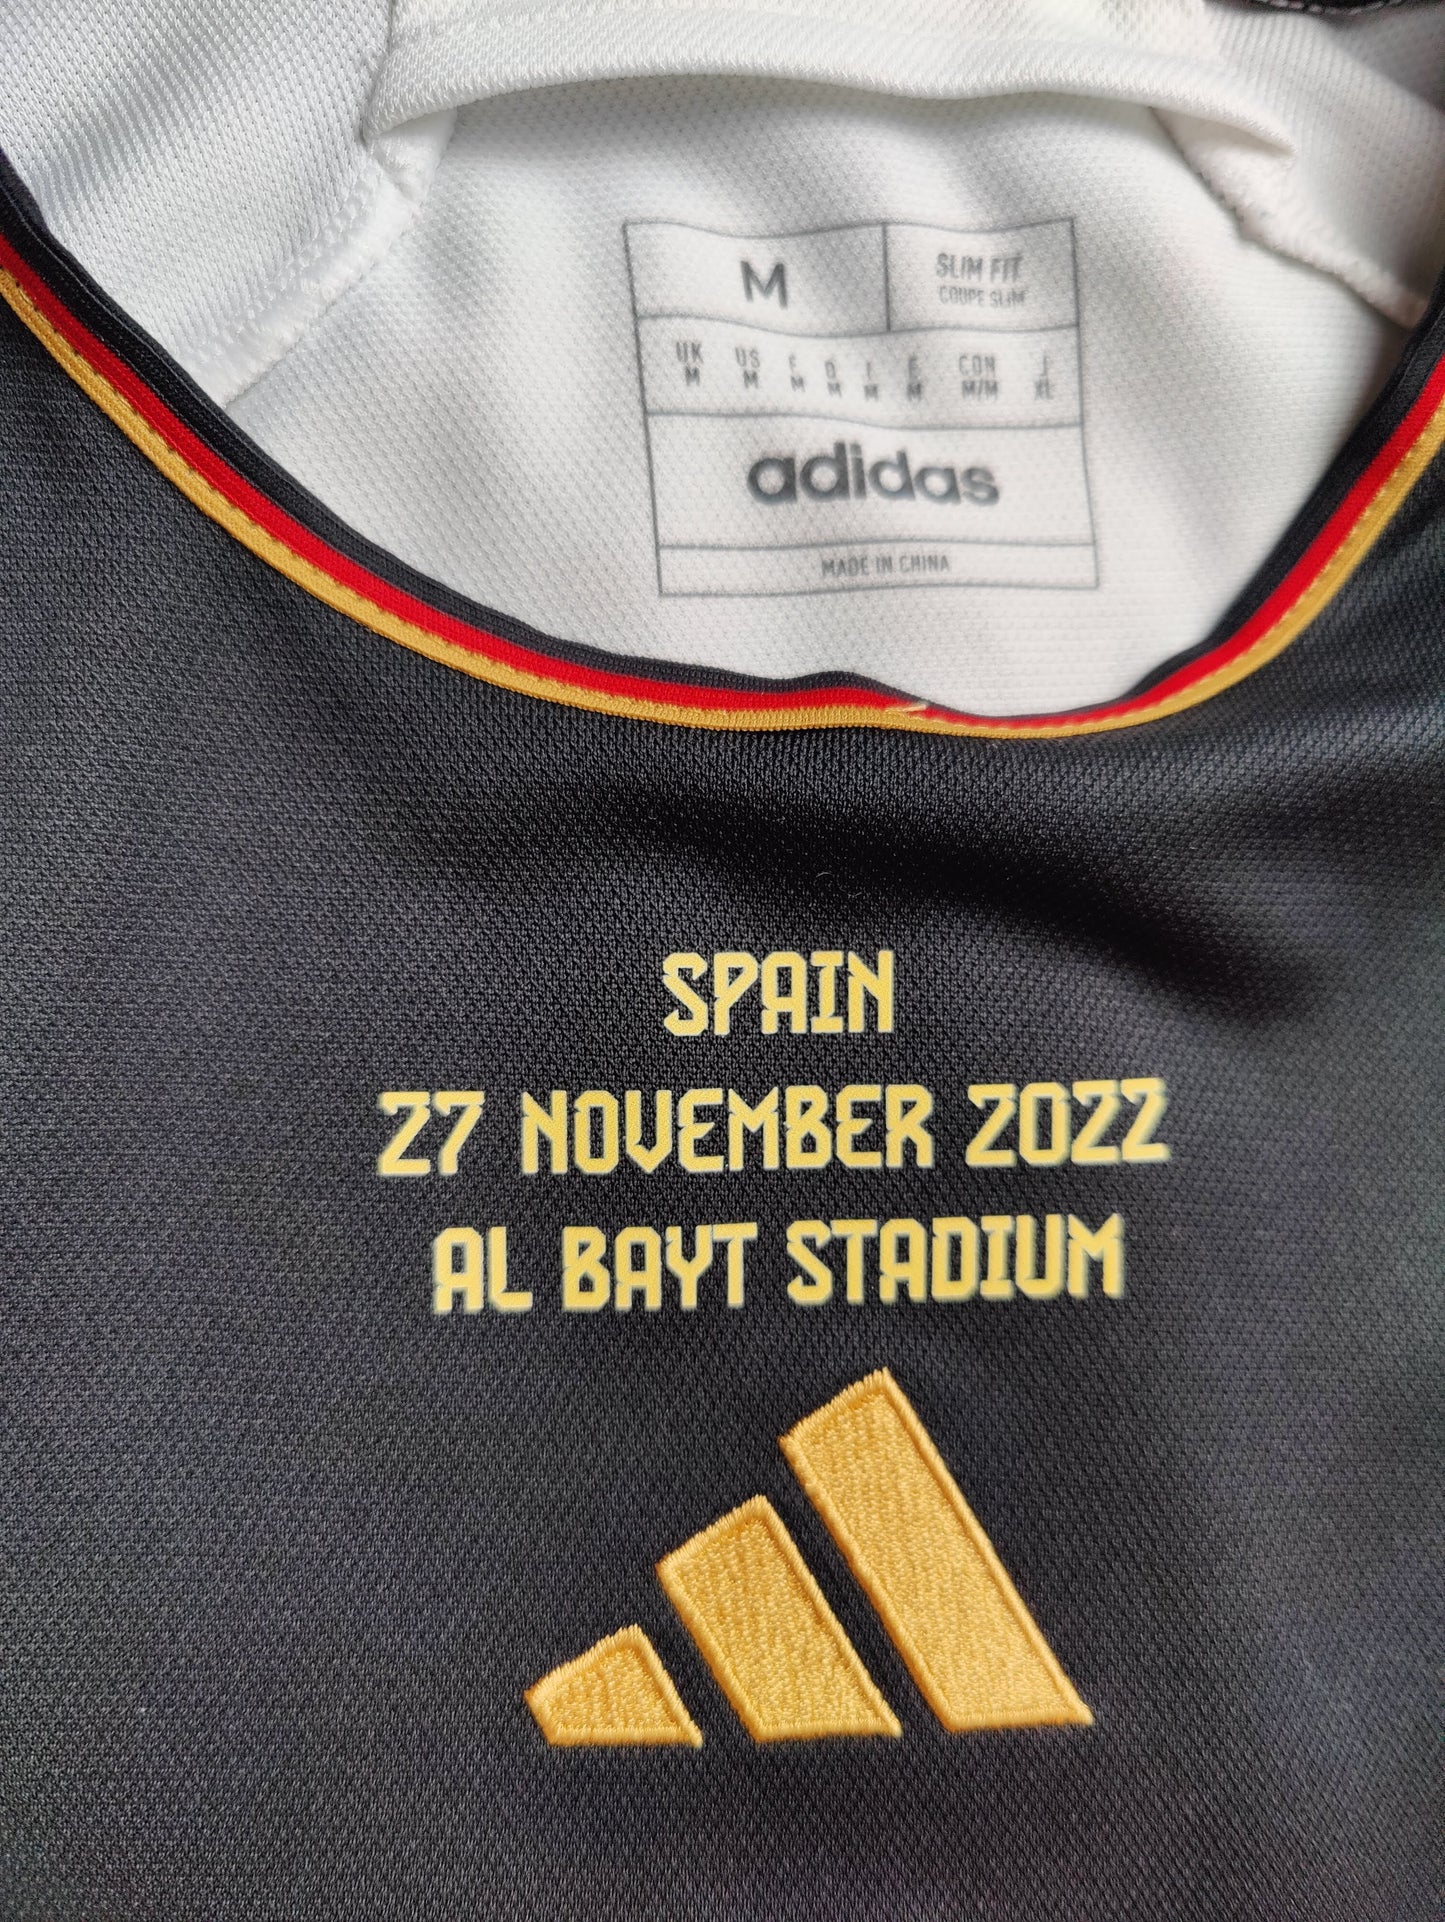 M
SLIM FIT
COUPE SLIM
UK US F D I E CON J
M M M M M M M/M XL
adidas
MADE IN CHINA
SPAIN
27 NOVEMBER 2022
AL BAYT STADIUM